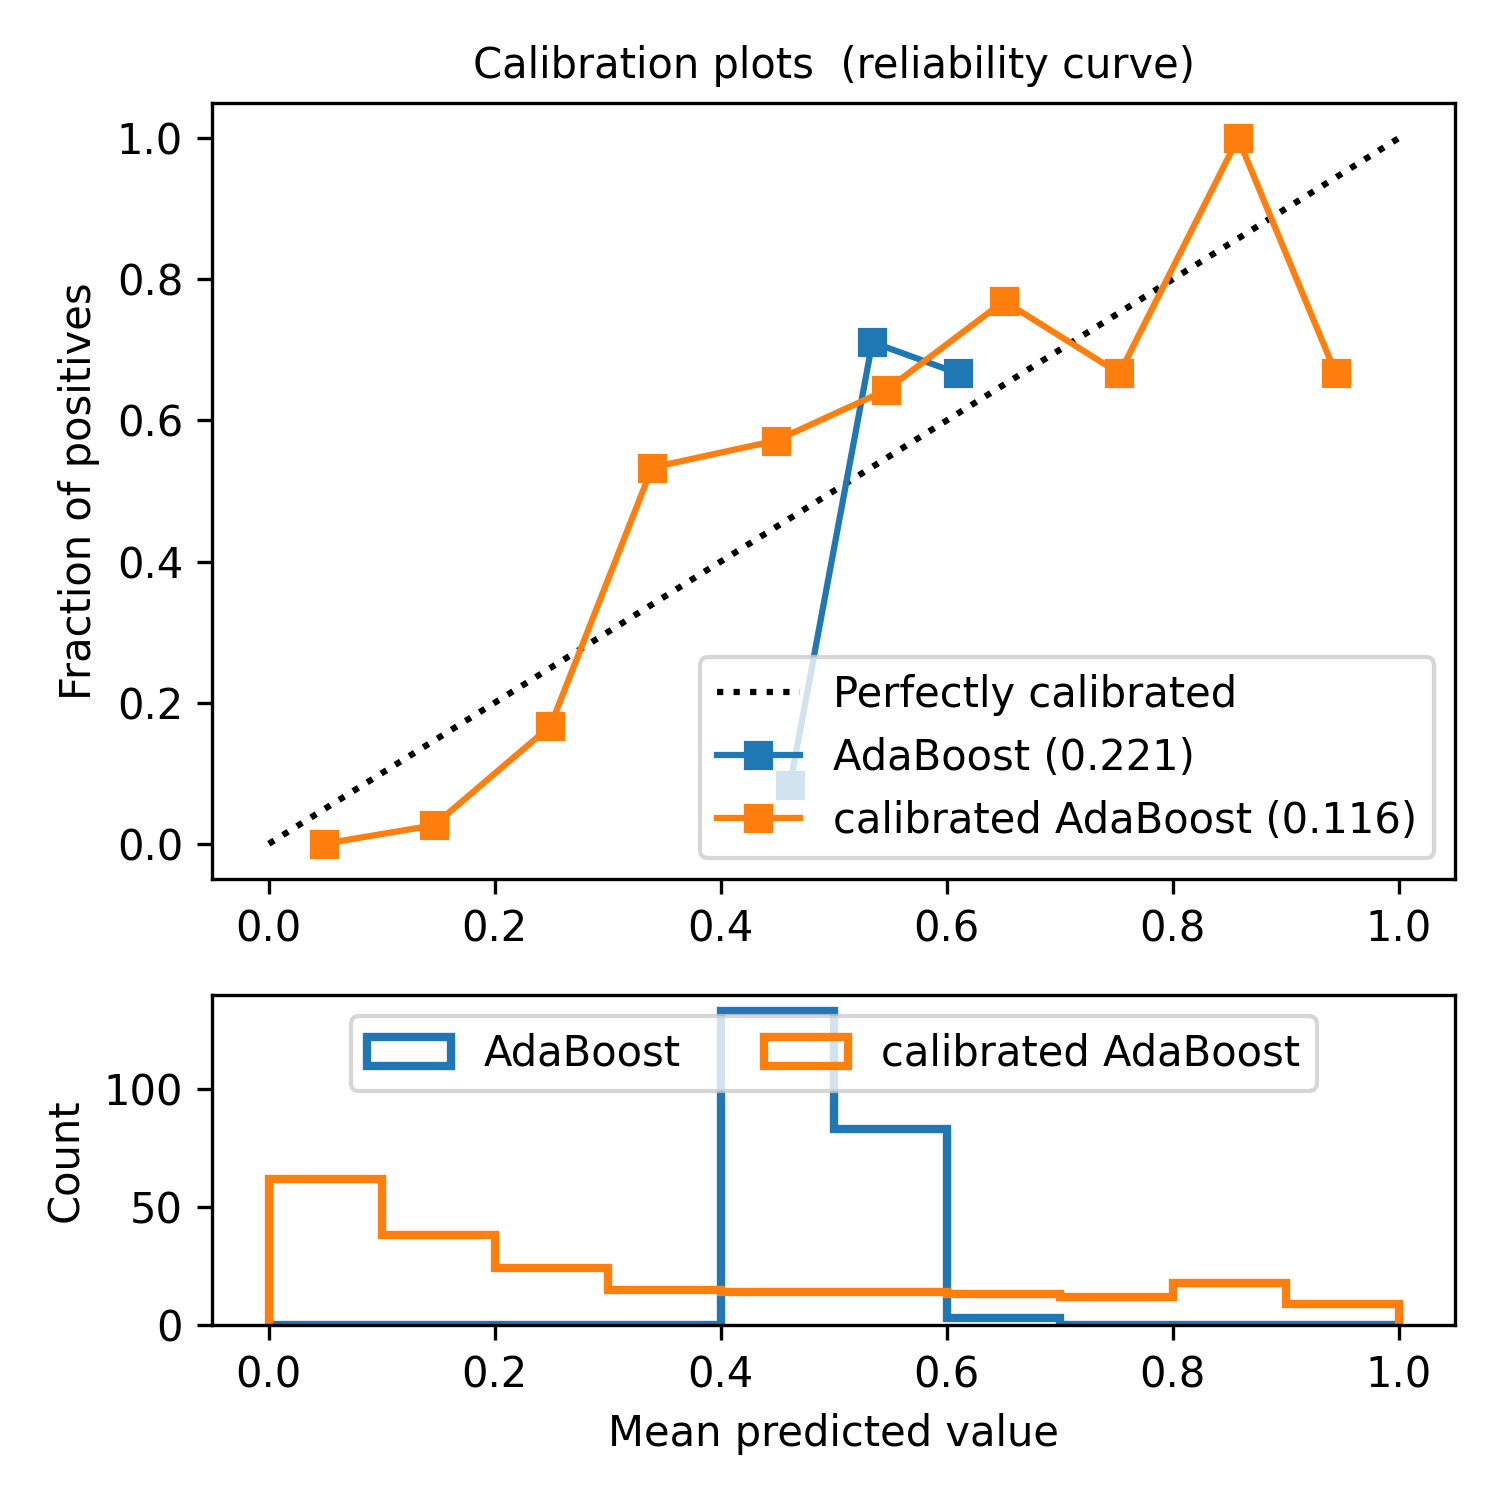 Calibration plots  (reliability curve)
1.0
0.8
0.6
0.4
0.2
0.0
Fraction of positives
Perfectly calibrated
AdaBoost (0.221)
calibrated AdaBoost (0.116)
0.0 0.2 0.4 0.6 0.8 1.0
AdaBoost calibrated AdaBoost
100
50
0
Count
0.0 0.2 0.4 0.6 0.8 1.0
Mean predicted value